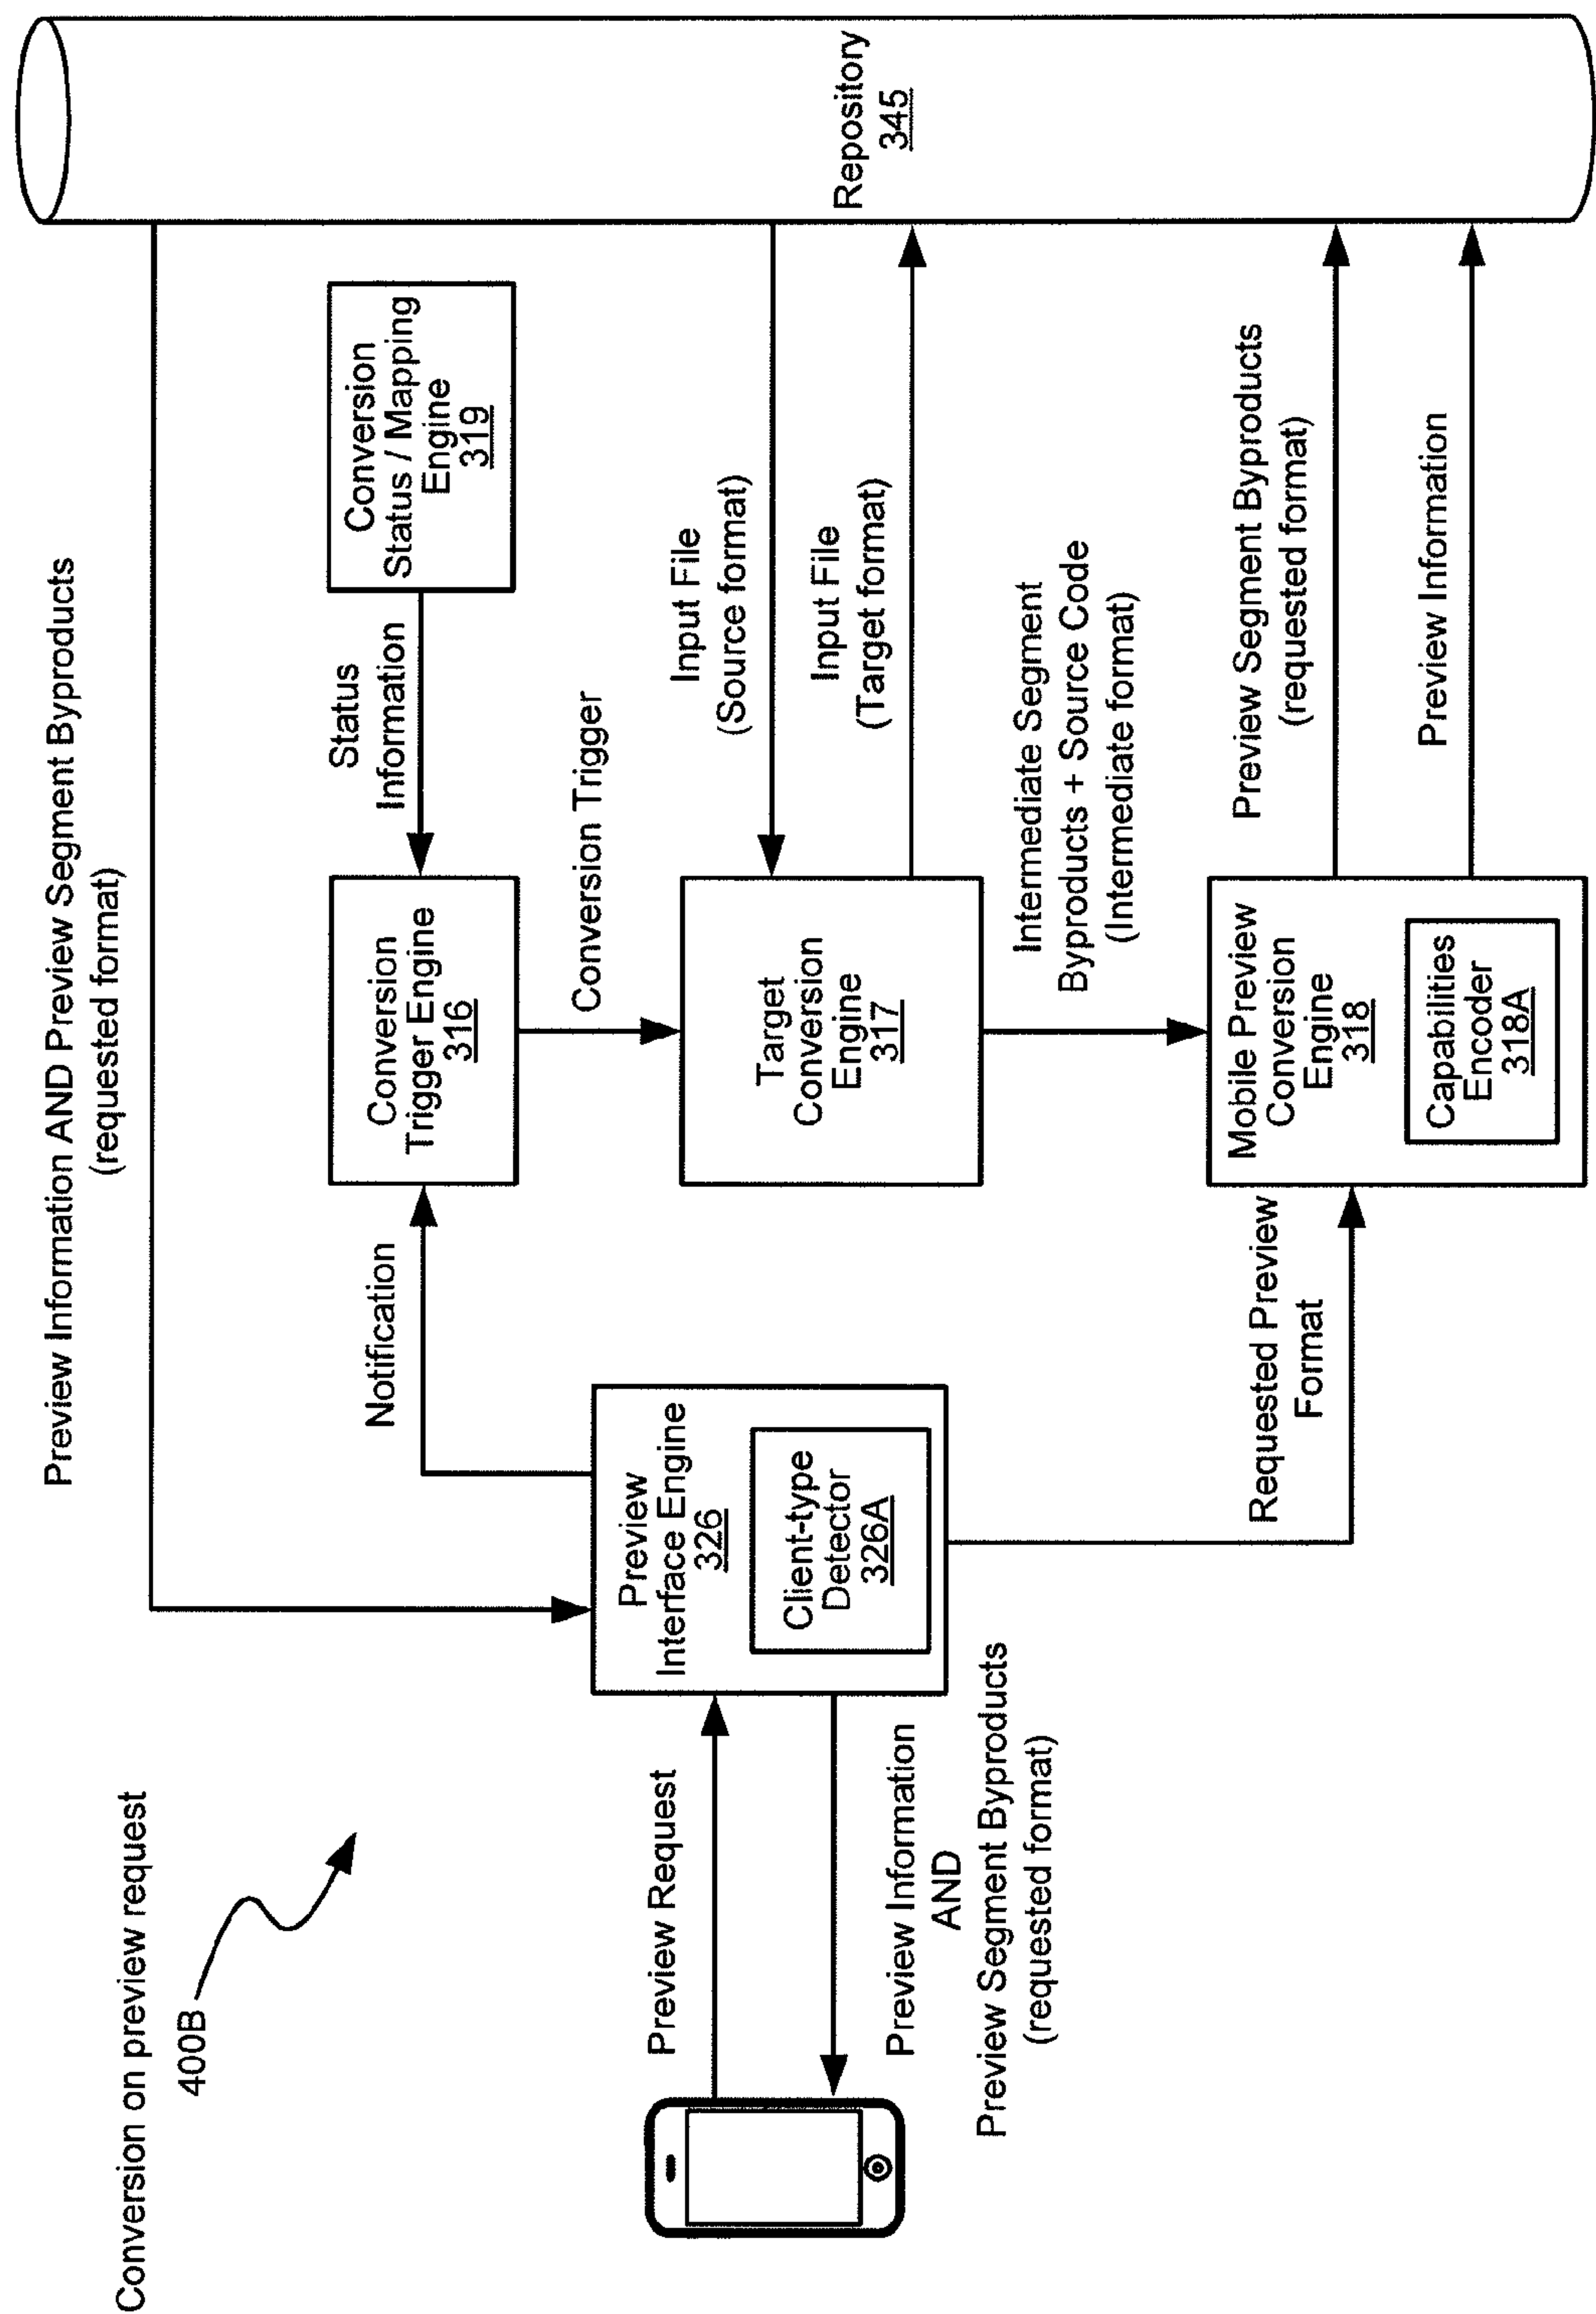 Conversion on preview request
400B
Preview Information AND Preview Segment Byproducts
(requested format)
Preview Request
Preview Information
AND
Preview Segment Byproducts
(requested format)
Preview
Interface Engine
326
Client-type
Detector
326A
Notification
Requested Preview
Format
Conversion
Trigger Engine
316
Status
Information
Conversion
Status / Mapping
Engine
319
Conversion Trigger
Target
Conversion
Engine
317
Input File
(Source format)
Input File
(Target format)
Intermediate Segment
Byproducts + Source Code
(Intermediate format)
Mobile Preview
Conversion
Engine
318
Capabilities
Encoder
318A
Preview Segment Byproducts
(requested format)
Preview Information
Repository
345